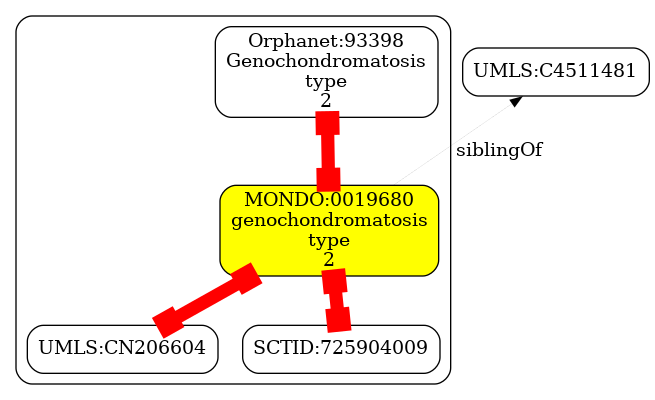 Orphanet:93398
Genochondromatosis
type
2
UMLS:C4511481
siblingOf
MONDO:0019680
genochondromatosis
type
2
UMLS:CN206604
SCTID:725904009